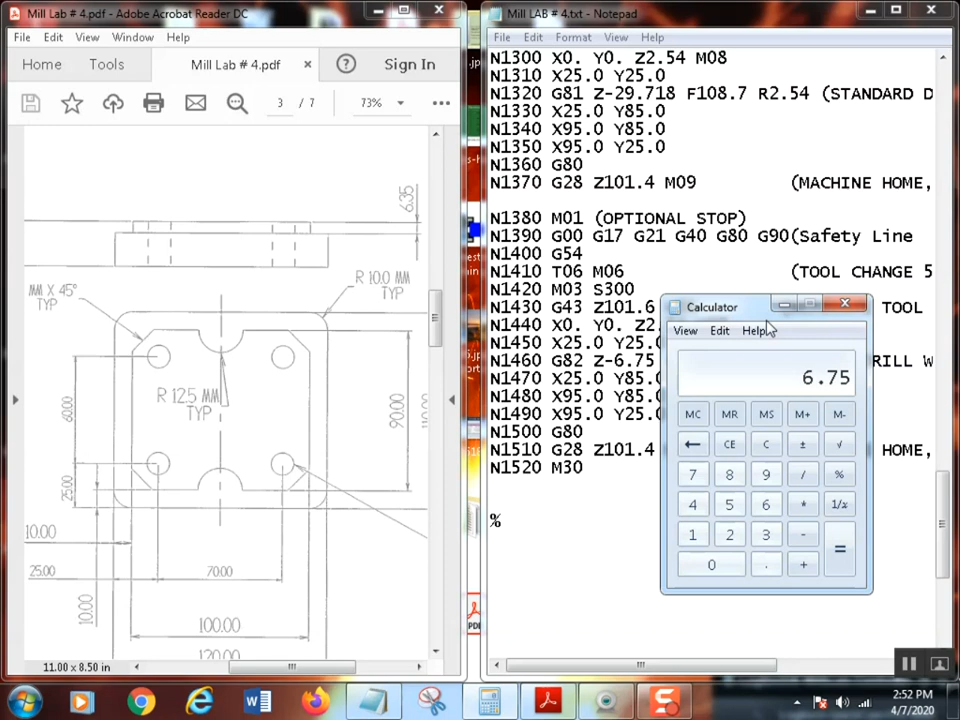 Mill Lab # 4.pdf - Adobe Acrobat Reader DC
File Edit View Window Help
Home Tools Mill Lab # 4.pdf × ? Sign In
3 / 7 73%
6.35
MM X 45°
TYP
R 10.0 MM
TYP
R 12.5 MM
TYP
60.00
90.00
25.00
10.00
25.00
70.00
10.00
100.00
120.00
11.00 x 8.50 in
Mill LAB # 4.txt - Notepad
File Edit Format View Help
N1300 X0. Y0. Z2.54 M08
N1310 X25.0 Y25.0
N1320 G81 Z-29.718 F108.7 R2.54 (STANDARD D
N1330 X25.0 Y85.0
N1340 X95.0 Y85.0
N1350 X95.0 Y25.0
N1360 G80
N1370 G28 Z101.4 M09 (MACHINE HOME,
N1380 M01 (OPTIONAL STOP)
N1390 G00 G17 G21 G40 G80 G90(Safety Line
N1400 G54
N1410 T06 M06 (TOOL CHANGE 5
N1420 M03 S300
N1430 G43 Z101.6 TOOL
N1440 X0. Y0. Z2.
N1450 X25.0 Y25.
N1460 G82 Z-6.75 RILL W
N1470 X25.0 Y85.
N1480 X95.0 Y85.
N1490 X95.0 Y25.
N1500 G80
N1510 G28 Z101.4 HOME,
N1520 M30
%
Calculator
View Edit Help
6.75
MC MR MS M+ M-
← CE C ± √
7 8 9 / %
4 5 6 * 1/x
1 2 3 - =
0 . +
2:52 PM
4/7/2020